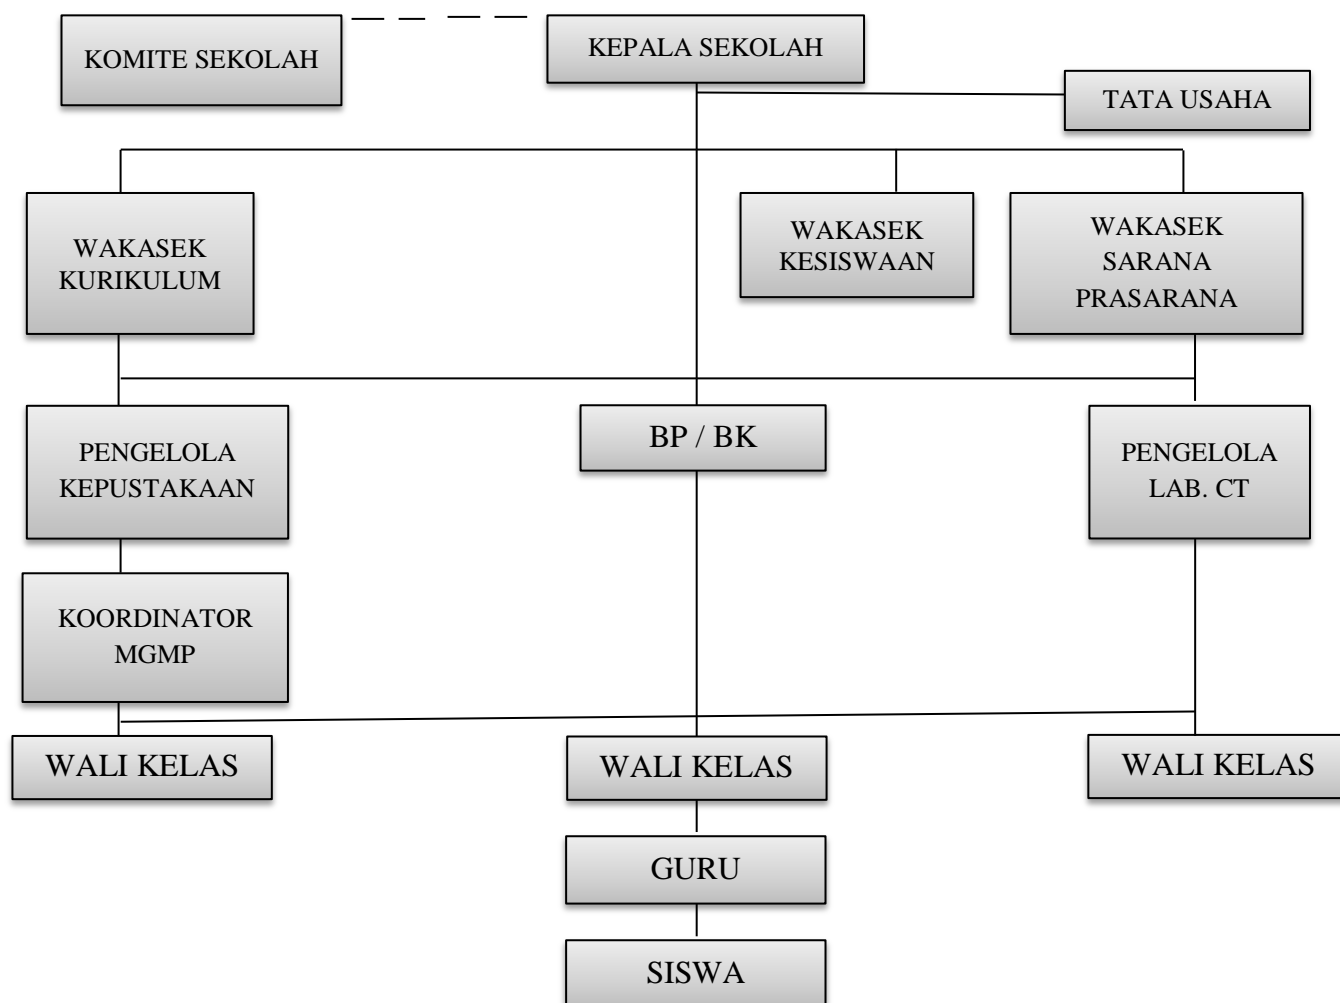 KOMITE SEKOLAH
KEPALA SEKOLAH
TATA USAHA
WAKASEK
KURIKULUM
WAKASEK
KESISWAAN
WAKASEK
SARANA
PRASARANA
PENGELOLA
KEPUSTAKAAN
BP / BK
PENGELOLA
LAB. CT
KOORDINATOR
MGMP
WALI KELAS
WALI KELAS
WALI KELAS
GURU
SISWA